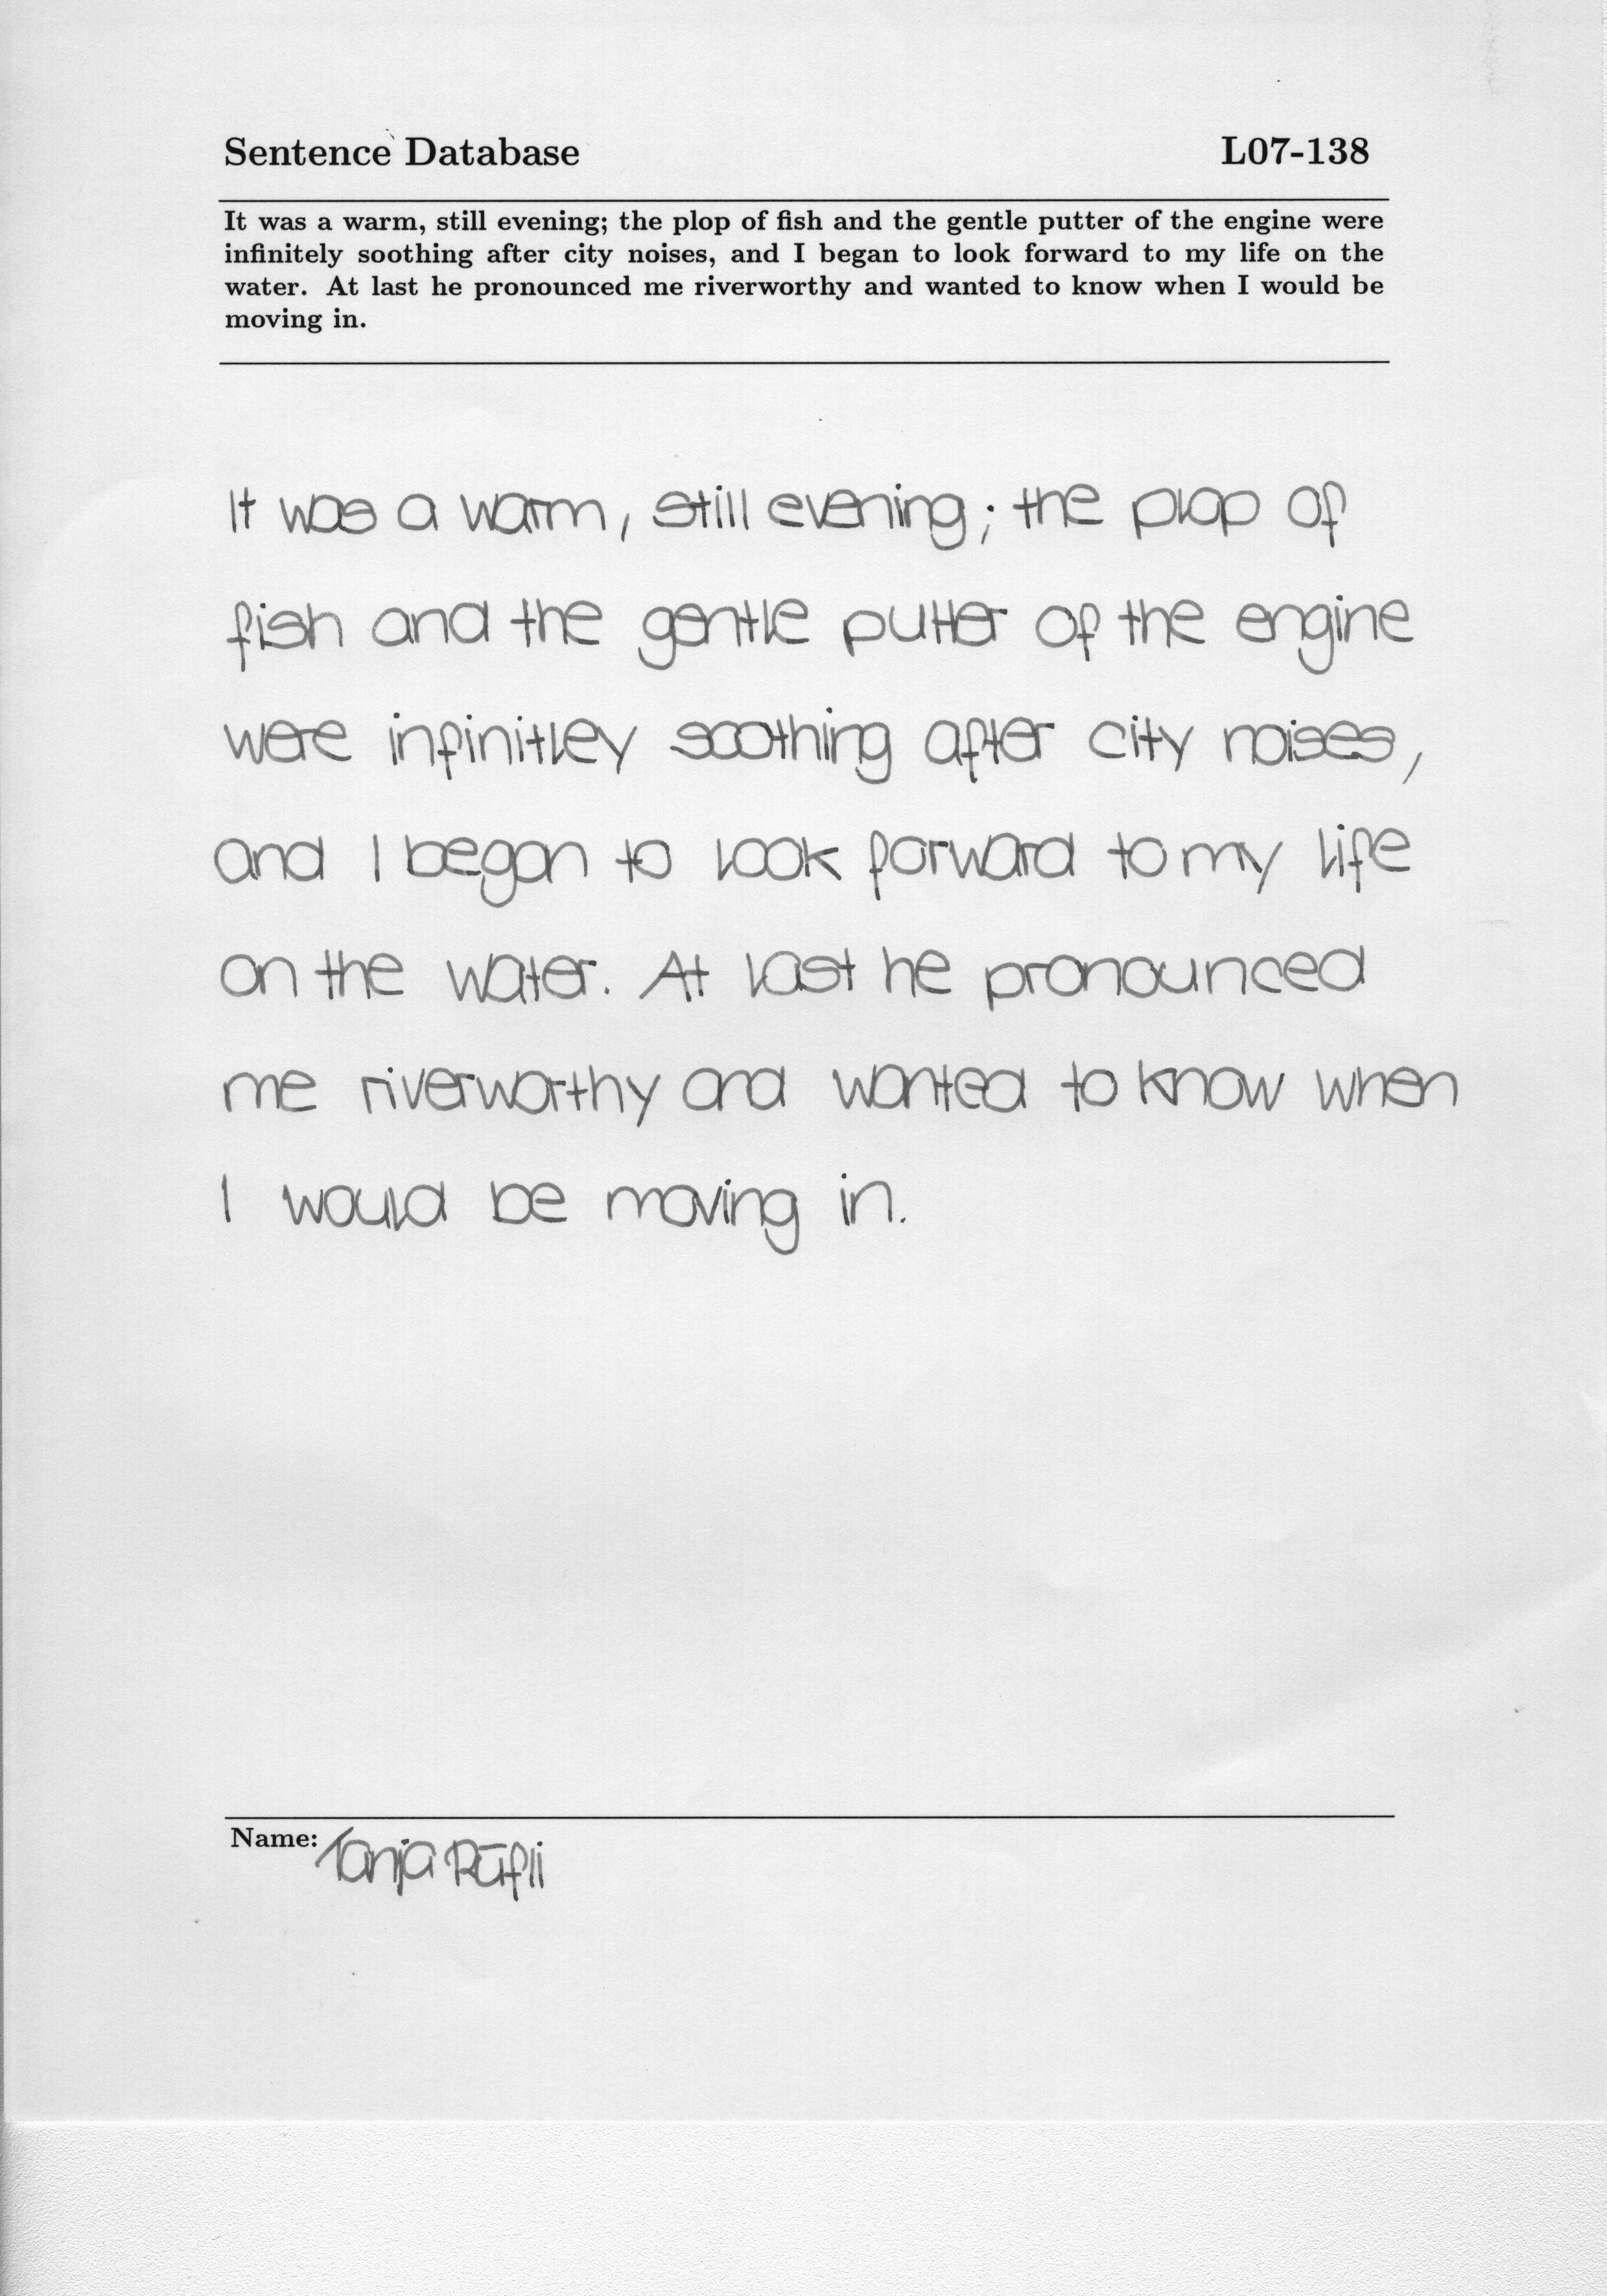 Sentence Database L07-138
It was a warm, still evening; the plop of fish and the gentle putter of the engine were
infinitely soothing after city noises, and I began to look forward to my life on the
water. At last he pronounced me riverworthy and wanted to know when I would be
moving in.
It was a warm, still evening; the plop of
fish and the gentle putter of the engine
were infinitley soothing after city noises,
and I began to look forward to my life
on the water. At last he pronounced
me riverworthy and wanted to know when
I would be moving in.
Name: Tanja Rüfli